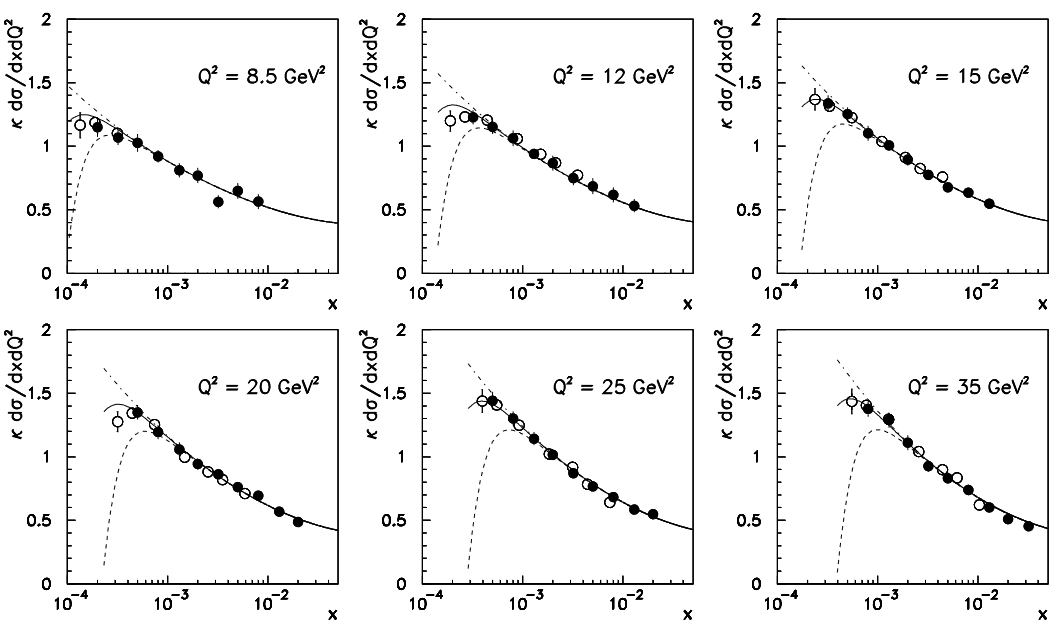 κ dσ/dxdQ²
2
1.5
1
0.5
0
Q² = 8.5 GeV²
10⁻⁴ 10⁻³ 10⁻² x
κ dσ/dxdQ²
2
1.5
1
0.5
0
Q² = 12 GeV²
10⁻⁴ 10⁻³ 10⁻² x
κ dσ/dxdQ²
2
1.5
1
0.5
0
Q² = 15 GeV²
10⁻⁴ 10⁻³ 10⁻² x
κ dσ/dxdQ²
2
1.5
1
0.5
0
Q² = 20 GeV²
10⁻⁴ 10⁻³ 10⁻² x
κ dσ/dxdQ²
2
1.5
1
0.5
0
Q² = 25 GeV²
10⁻⁴ 10⁻³ 10⁻² x
κ dσ/dxdQ²
2
1.5
1
0.5
0
Q² = 35 GeV²
10⁻⁴ 10⁻³ 10⁻² x